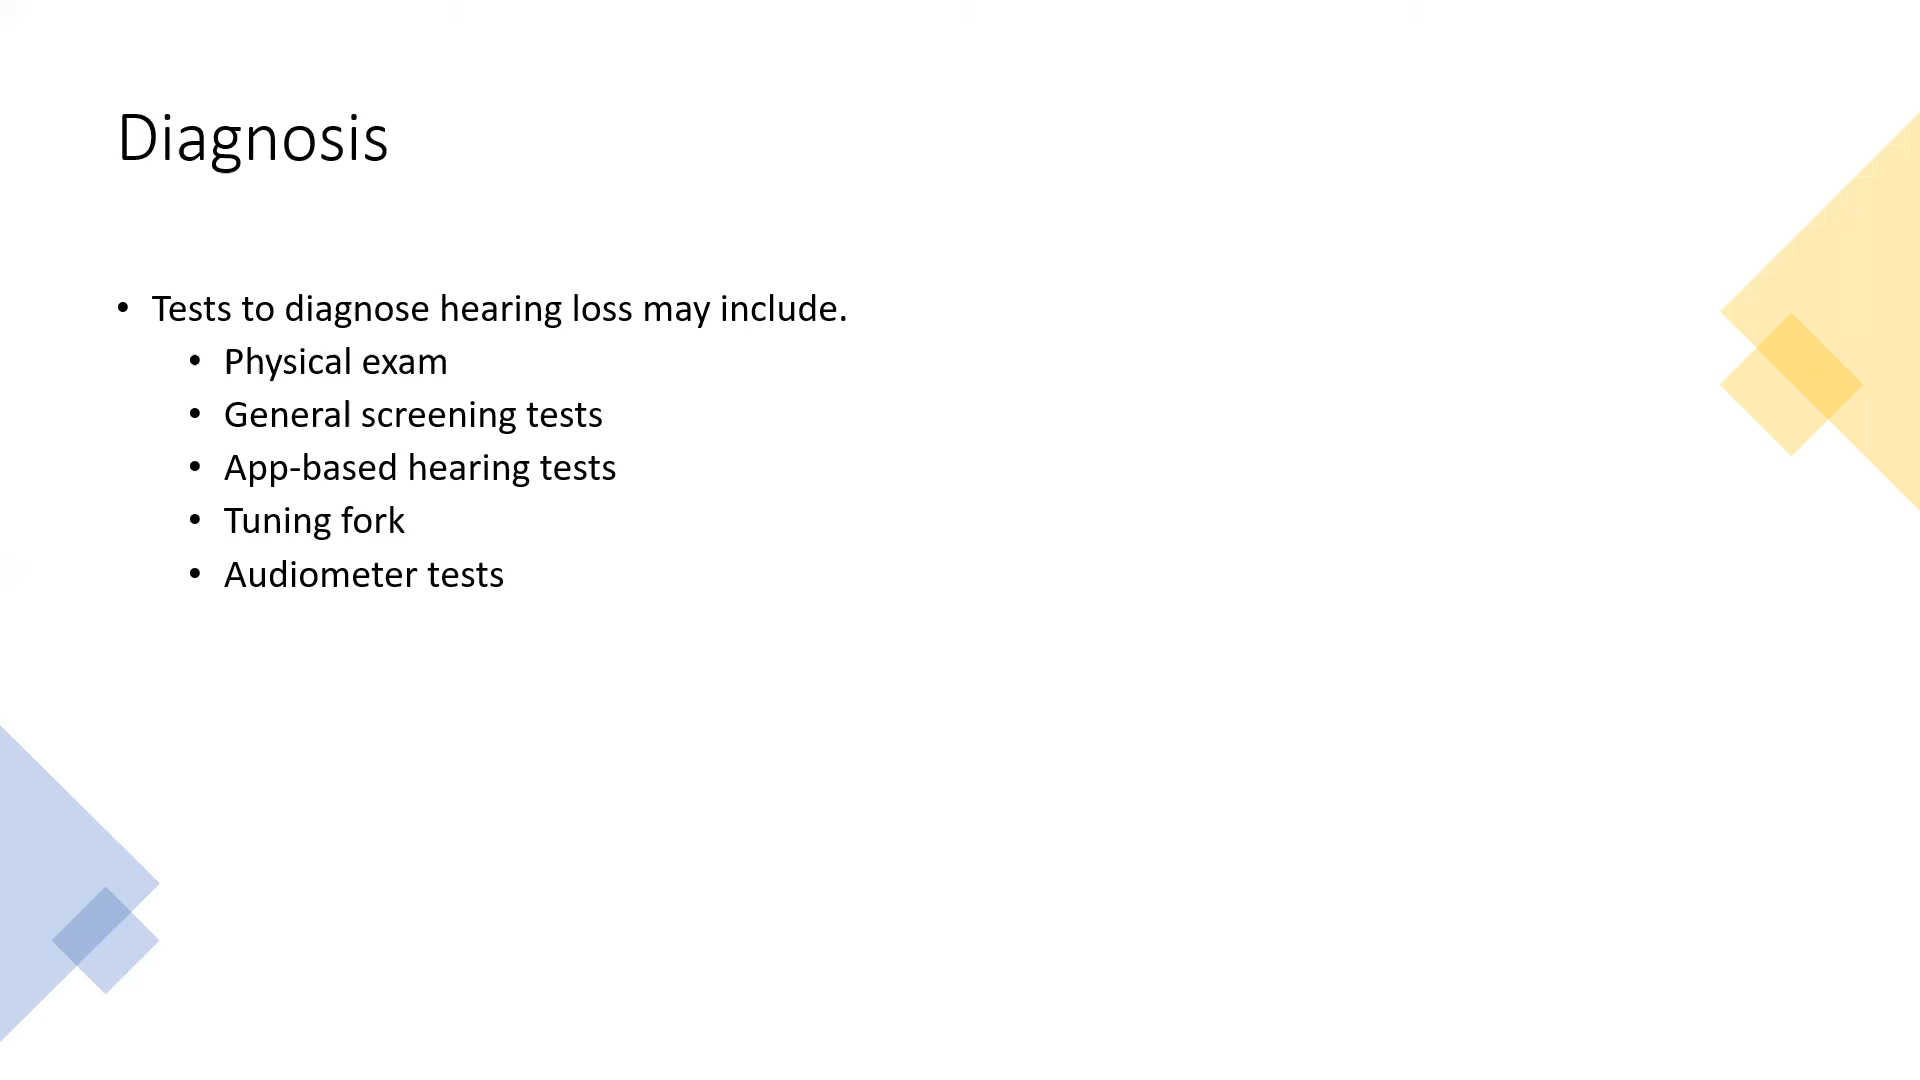 Diagnosis
• Tests to diagnose hearing loss may include.
• Physical exam
• General screening tests
• App-based hearing tests
• Tuning fork
• Audiometer tests